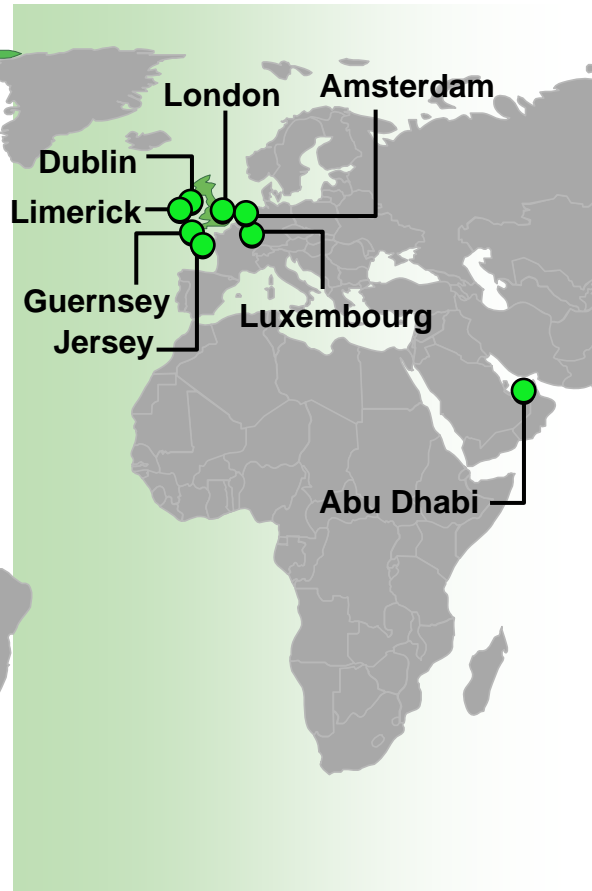 Amsterdam
London
Dublin
Limerick
Guernsey
Luxembourg
Jersey
Abu Dhabi